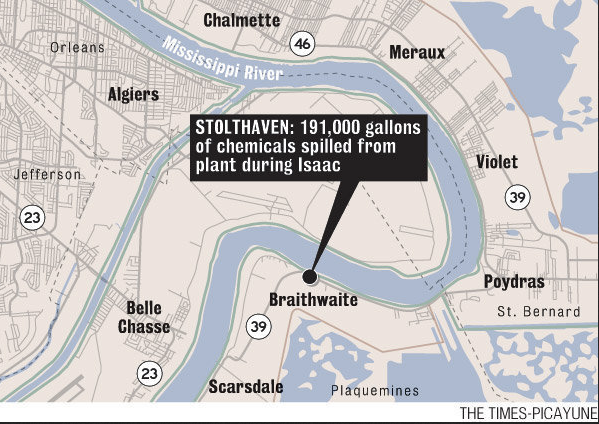 Chalmette
46
Orleans
Mississippi River
Meraux
Algiers
STOLTHAVEN: 191,000 gallons
of chemicals spilled from
plant during Isaac
Violet
Jefferson
39
23
Poydras
Braithwaite
St. Bernard
Belle
Chasse
39
23
Scarsdale
Plaquemines
THE TIMES-PICAYUNE